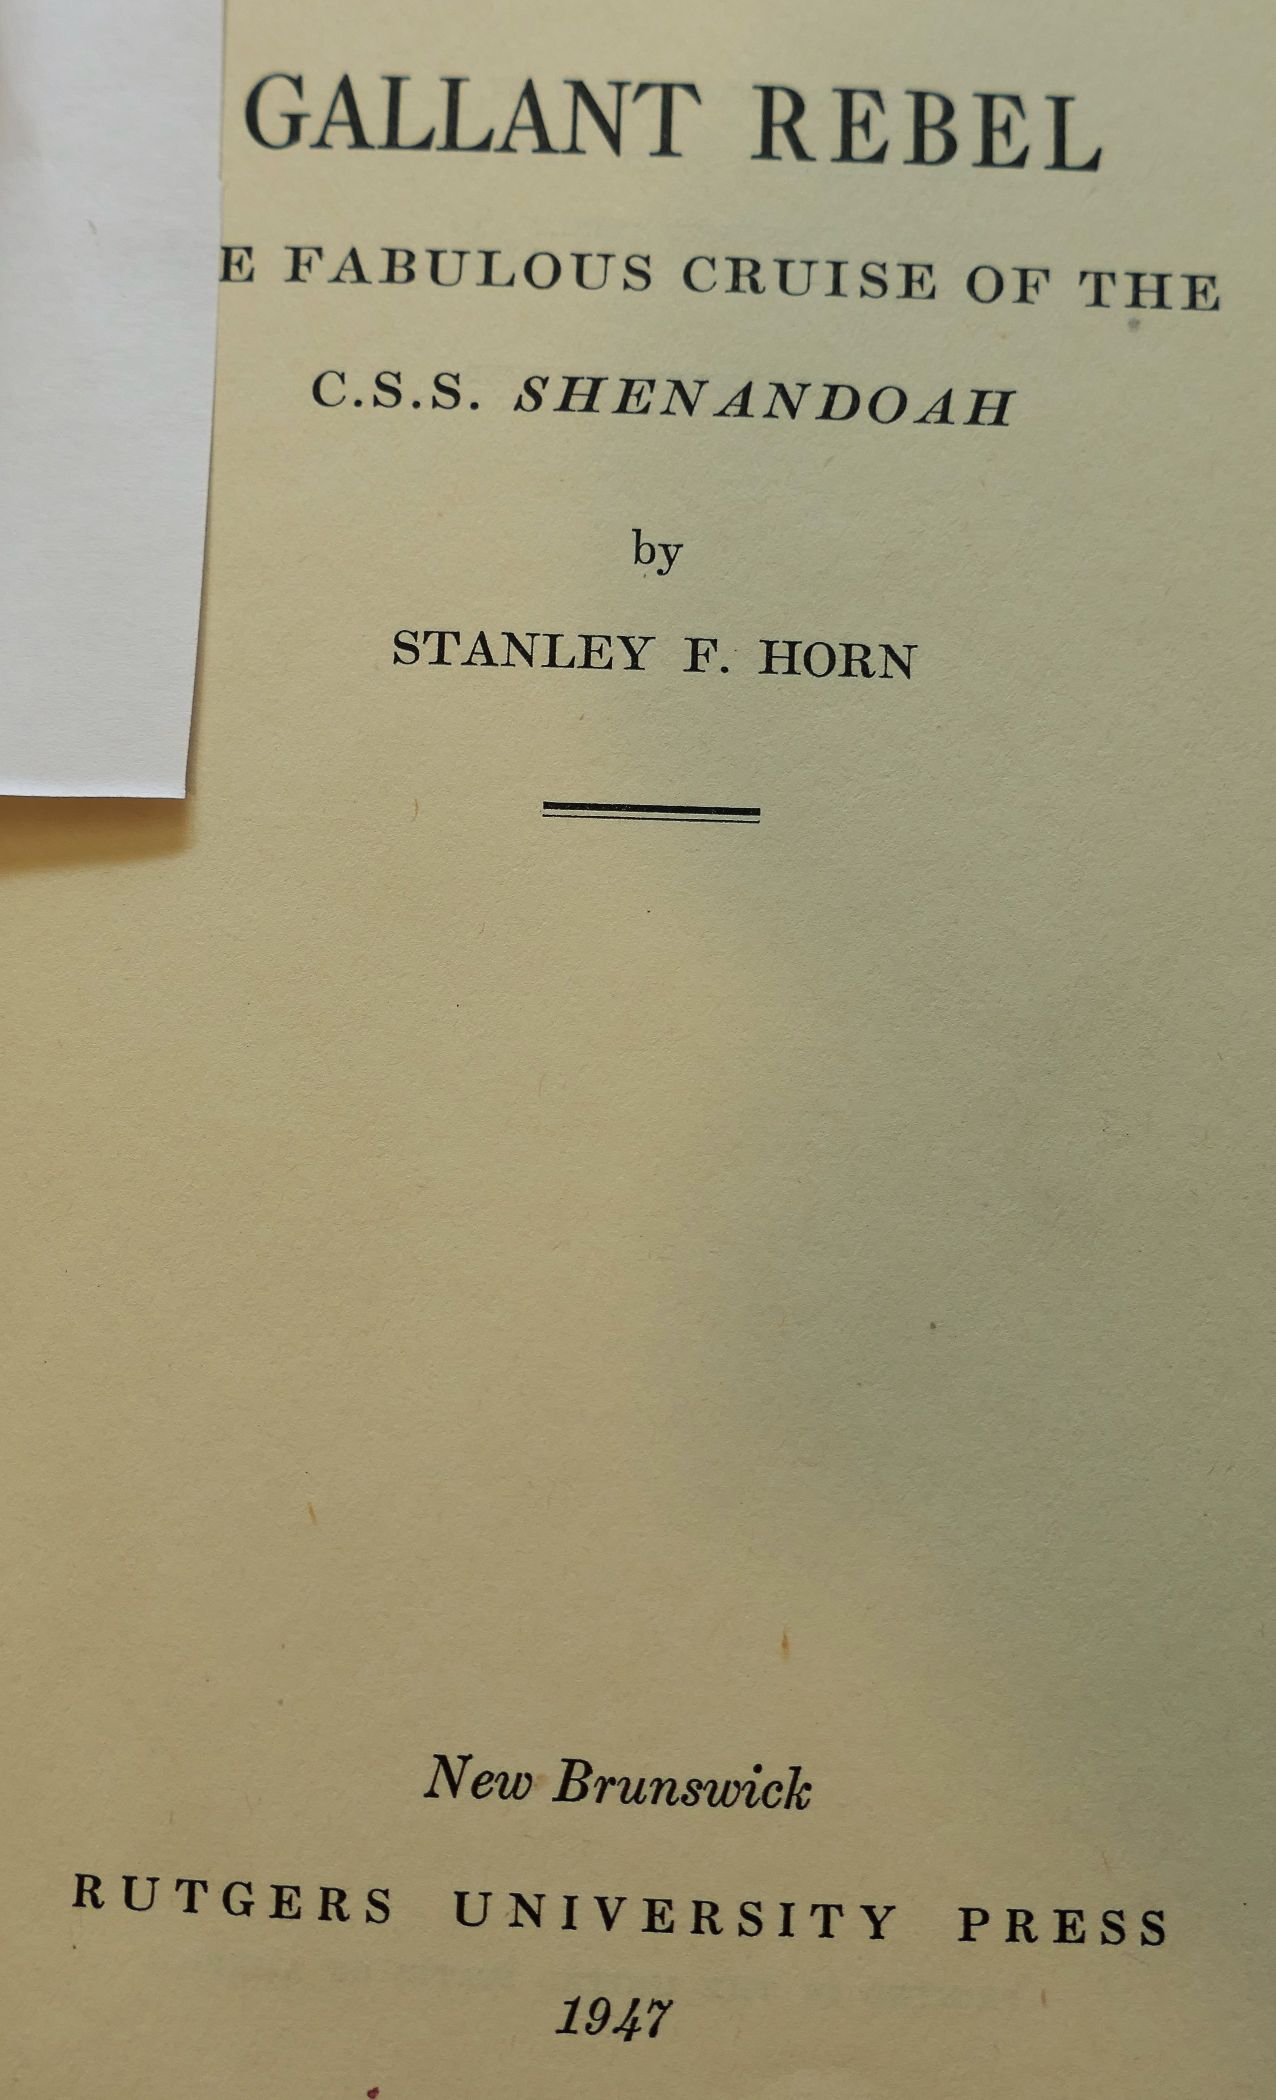 GALLANT REBEL
E FABULOUS CRUISE OF THE
C.S.S. SHENANDOAH
by
STANLEY F. HORN
New Brunswick
RUTGERS UNIVERSITY PRESS
1947